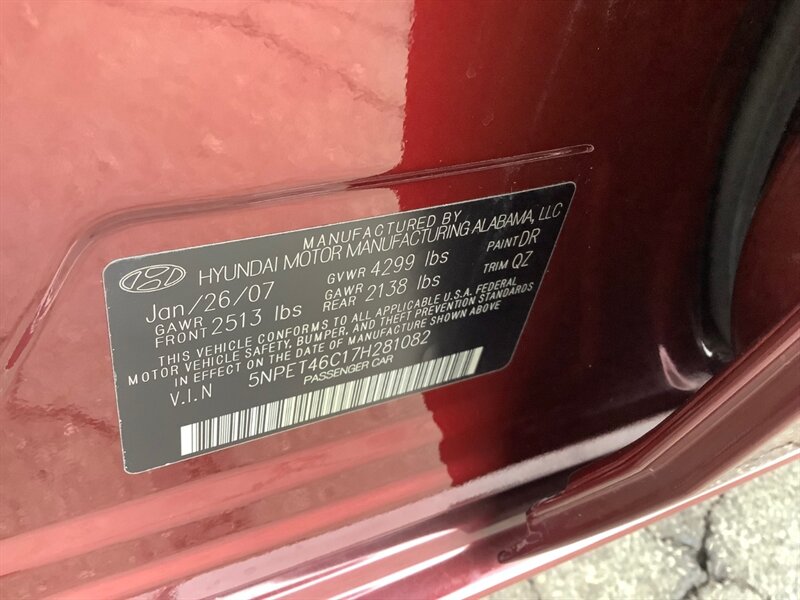 MANUFACTURED BY
HYUNDAI MOTOR MANUFACTURING ALABAMA, LLC
Jan/26/07 GVWR 4299 lbs PAINT DR
GAWR FRONT 2513 lbs GAWR REAR 2138 lbs TRIM QZ
THIS VEHICLE CONFORMS TO ALL APPLICABLE U.S.A. FEDERAL
MOTOR VEHICLE SAFETY, BUMPER, AND THEFT PREVENTION STANDARDS
IN EFFECT ON THE DATE OF MANUFACTURE SHOWN ABOVE
V.I.N 5NPET46C17H281082
PASSENGER CAR